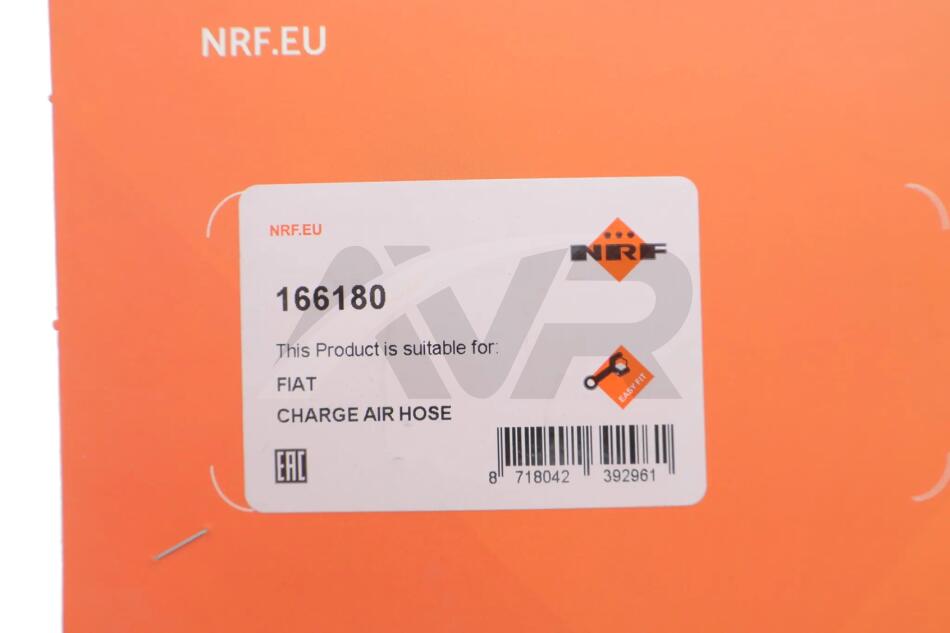 NRF.EU
NRF.EU
NRF
166180
This Product is suitable for:
FIAT
CHARGE AIR HOSE
EASY FIT
EAC
8 718042 392961
AVR